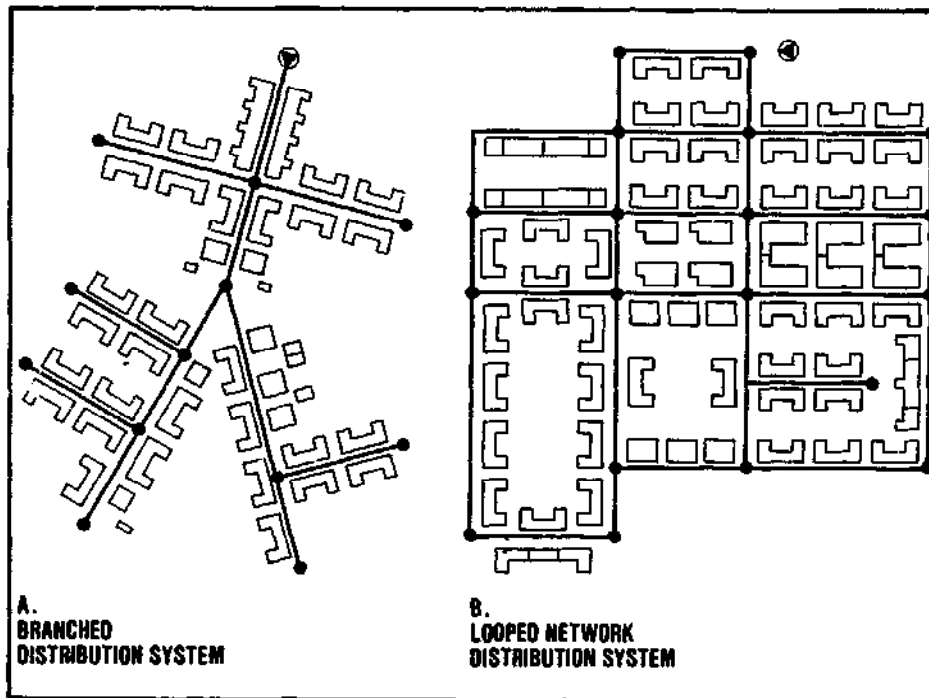 A.
BRANCHED
DISTRIBUTION SYSTEM
B.
LOOPED NETWORK
DISTRIBUTION SYSTEM